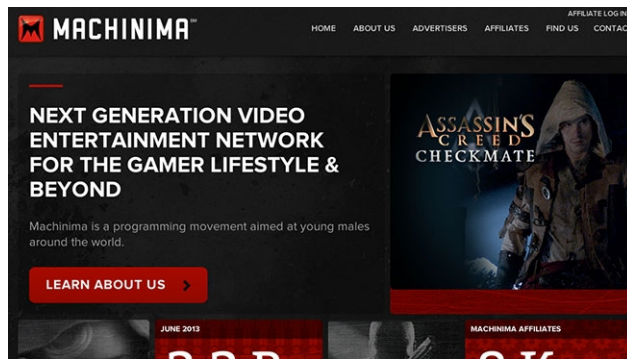 AFFILIATE LOG IN
MACHINIMA
HOME ABOUT US ADVERTISERS AFFILIATES FIND US
NEXT GENERATION VIDEO
ENTERTAINMENT NETWORK
FOR THE GAMER LIFESTYLE &
BEYOND
Machinima is a programming movement aimed at young males
around the world.
LEARN ABOUT US
ASSASSIN'S
CREED
CHECKMATE
JUNE 2013
MACHINIMA AFFILIATES